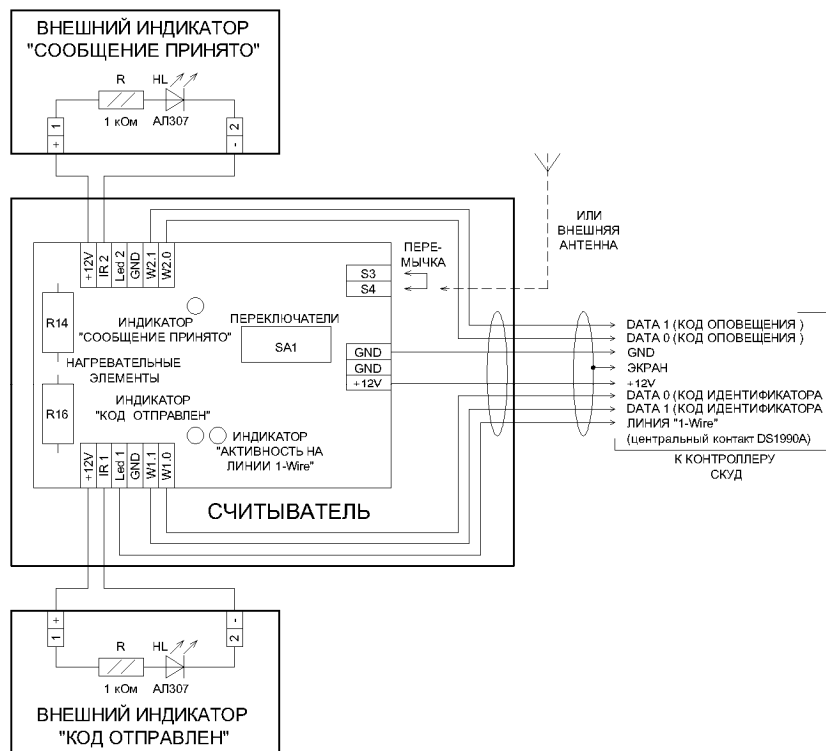 ВНЕШНИЙ ИНДИКАТОР
"СООБЩЕНИЕ ПРИНЯТО"
R
HL
1 кОм
АЛ307
1
+
2
-
ИЛИ
ВНЕШНЯЯ
АНТЕННА
+12V
IR 2
Led 2
GND
W2.1
W2.0
ПЕРЕ-
МЫЧКА
S3
S4
R14
ИНДИКАТОР
"СООБЩЕНИЕ ПРИНЯТО"
ПЕРЕКЛЮЧАТЕЛИ
SA1
НАГРЕВАТЕЛЬНЫЕ
ЭЛЕМЕНТЫ
GND
GND
+12V
R16
ИНДИКАТОР
"КОД ОТПРАВЛЕН"
ИНДИКАТОР
"АКТИВНОСТЬ НА
ЛИНИИ 1-Wire"
+12V
IR 1
Led 1
GND
W1.1
W1.0
СЧИТЫВАТЕЛЬ
DATA 1 (КОД ОПОВЕЩЕНИЯ )
DATA 0 (КОД ОПОВЕЩЕНИЯ )
GND
ЭКРАН
+12V
DATA 0 (КОД ИДЕНТИФИКАТОРА
DATA 1 (КОД ИДЕНТИФИКАТОРА
ЛИНИЯ "1-Wire"
(центральный контакт DS1990A)
К КОНТРОЛЛЕРУ
СКУД
1
+
2
-
R
HL
1 кОм
АЛ307
ВНЕШНИЙ ИНДИКАТОР
"КОД ОТПРАВЛЕН"